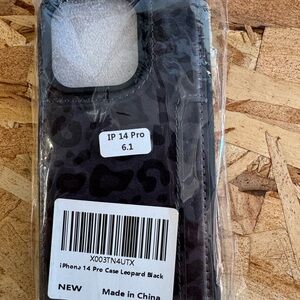 IP 14 Pro
6.1
X003TN4UTX
iPhone 14 Pro Case Leopard Black
NEW
Made in China